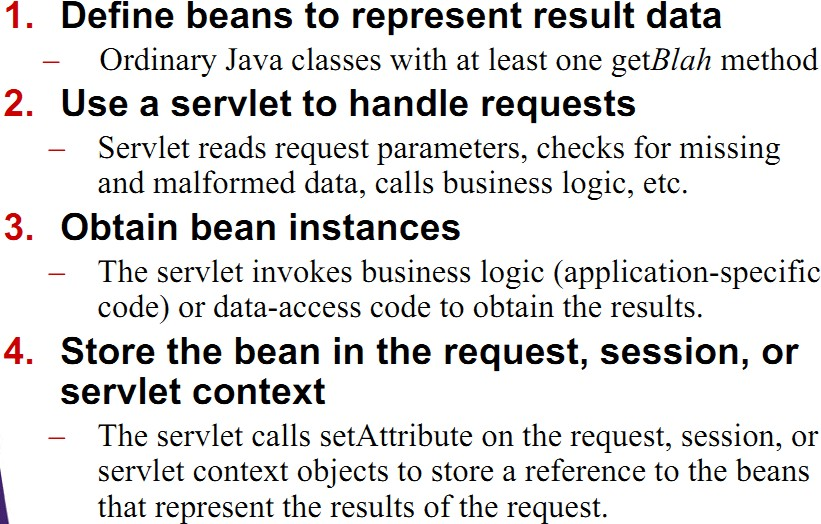 1. Define beans to represent result data
– Ordinary Java classes with at least one getBlah method
2. Use a servlet to handle requests
– Servlet reads request parameters, checks for missing
and malformed data, calls business logic, etc.
3. Obtain bean instances
– The servlet invokes business logic (application-specific
code) or data-access code to obtain the results.
4. Store the bean in the request, session, or
servlet context
– The servlet calls setAttribute on the request, session, or
servlet context objects to store a reference to the beans
that represent the results of the request.